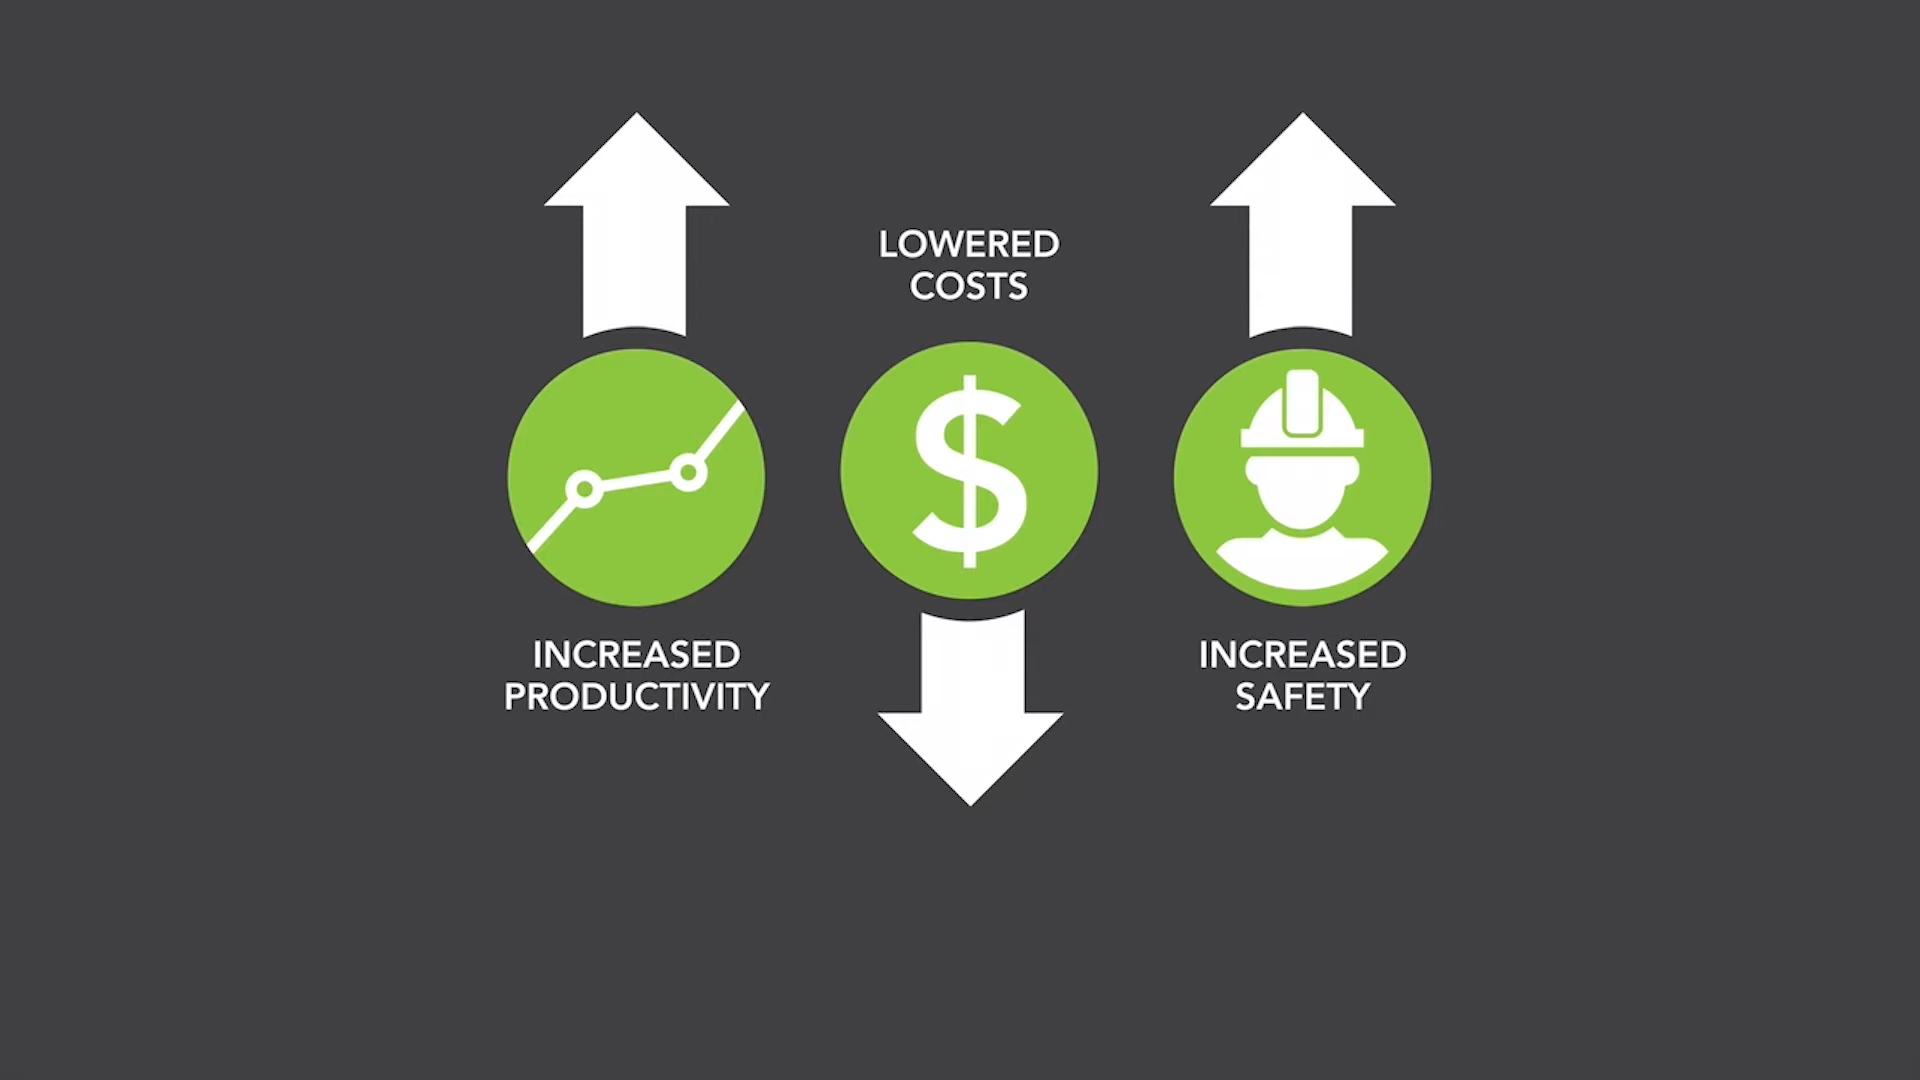 INCREASED
PRODUCTIVITY
LOWERED
COSTS
$
INCREASED
SAFETY